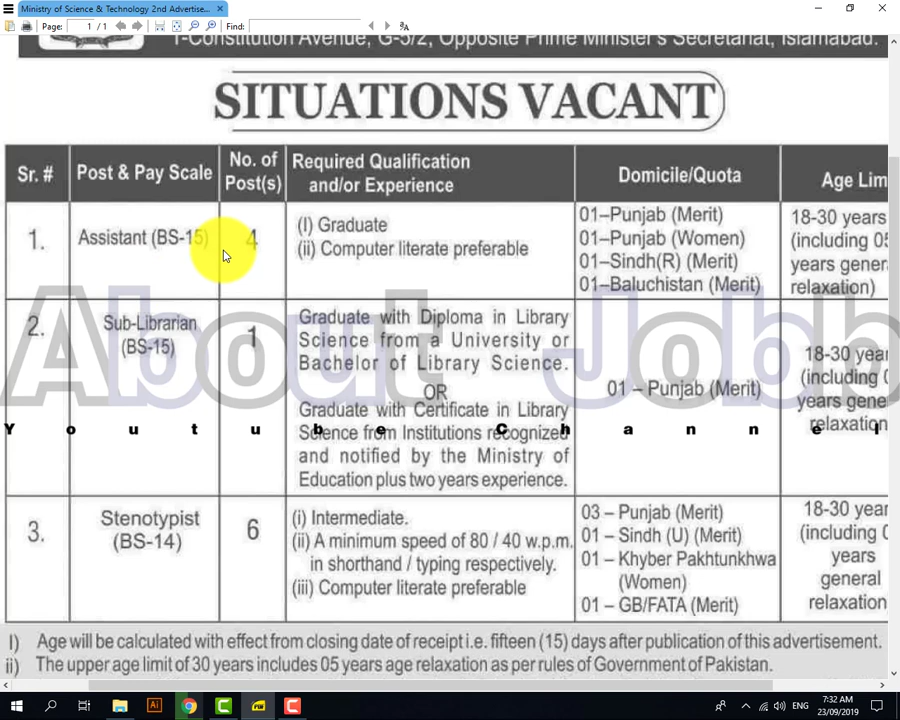 Ministry of Science & Technology 2nd Advertise...
Page: 1 / 1 Find:
1-Constitution Avenue, G-5/2, Opposite Prime Minister's Secretariat, Islamabad.
SITUATIONS VACANT
Sr. # Post & Pay Scale No. of Post(s) Required Qualification and/or Experience Domicile/Quota Age Lim
1. Assistant (BS-15) 4
(I) Graduate
(ii) Computer literate preferable
01–Punjab (Merit)
01–Punjab (Women)
01–Sindh(R) (Merit)
01–Baluchistan (Merit)
18-30 years
(including 05
years general
relaxation)
2. Sub-Librarian
(BS-15)
1
Graduate with Diploma in Library
Science from a University or
Bachelor of Library Science.
OR
Graduate with Certificate in Library
Science from Institutions recognized
and notified by the Ministry of
Education plus two years experience.
01 – Punjab (Merit)
18-30 year
(including 0
years gene
relaxation
About Jobb
Youtube Channel
3. Stenotypist
(BS-14)
6
(i) Intermediate.
(ii) A minimum speed of 80 / 40 w.p.m.
in shorthand / typing respectively.
(iii) Computer literate preferable
03 – Punjab (Merit)
01 – Sindh (U) (Merit)
01 – Khyber Pakhtunkhwa
(Women)
01 – GB/FATA (Merit)
18-30 year
(including 0
years
general
relaxation
I) Age will be calculated with effect from closing date of receipt i.e. fifteen (15) days after publication of this advertisement.
ii) The upper age limit of 30 years includes 05 years age relaxation as per rules of Government of Pakistan.
ENG
7:32 AM
23/09/2019